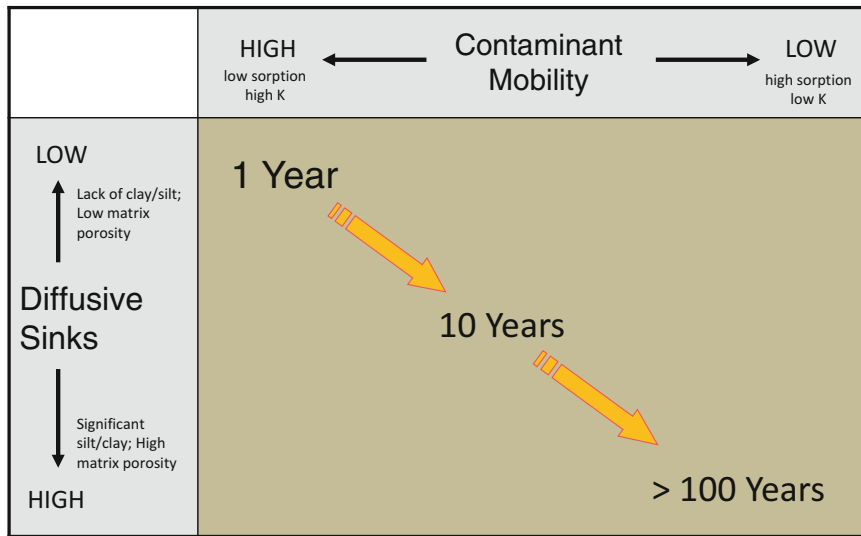 HIGH
low sorption
high K
Contaminant
Mobility
LOW
high sorption
low K
LOW
Lack of clay/silt;
Low matrix
porosity
Diffusive
Sinks
Significant
silt/clay; High
matrix porosity
HIGH
1 Year
10 Years
> 100 Years